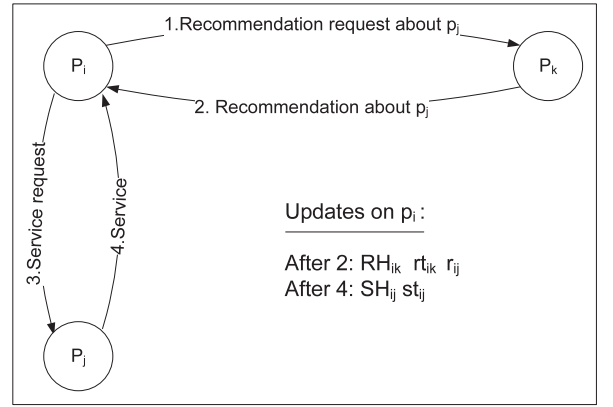 1.Recommendation request about pj
Pi
Pk
2. Recommendation about pj
3.Service request
4.Service
Updates on pi :
After 2: RHik rtik rij
After 4: SHij stij
Pj